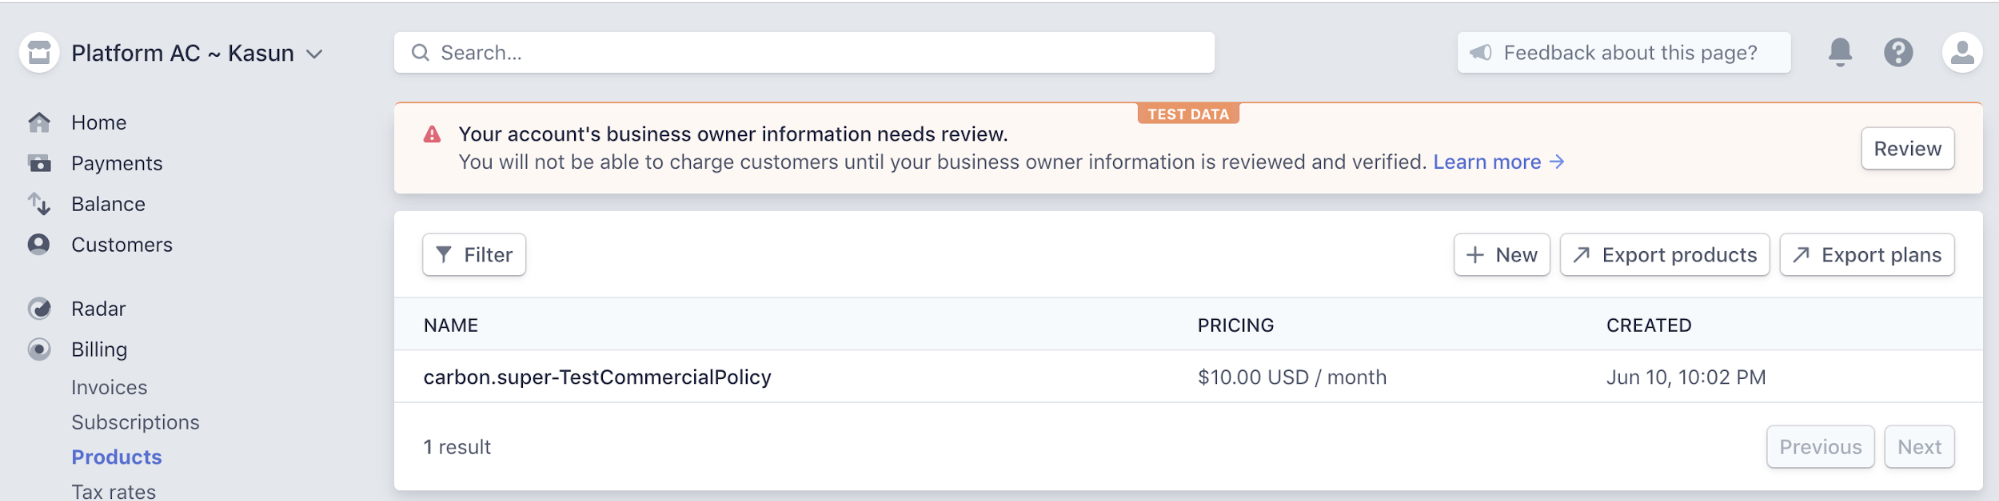 Platform AC ~ Kasun
Search...
Feedback about this page?
Home
Payments
Balance
Customers
Radar
Billing
Invoices
Subscriptions
Products
Tax rates
TEST DATA
Your account's business owner information needs review.
You will not be able to charge customers until your business owner information is reviewed and verified. Learn more →
Review
Filter
+ New
Export products
Export plans
NAME PRICING CREATED
carbon.super-TestCommercialPolicy $10.00 USD / month Jun 10, 10:02 PM
1 result
Previous Next